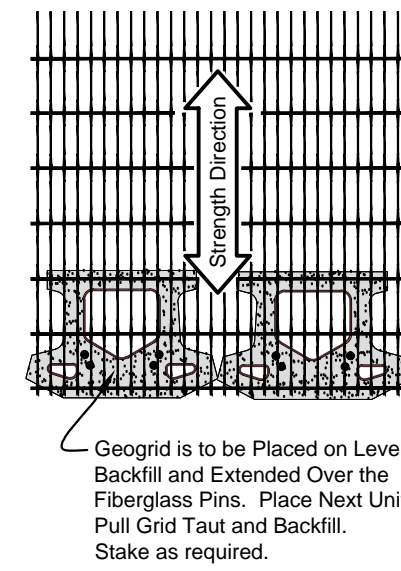 Strength Direction
Geogrid is to be Placed on Leve
Backfill and Extended Over the
Fiberglass Pins. Place Next Uni
Pull Grid Taut and Backfill.
Stake as required.